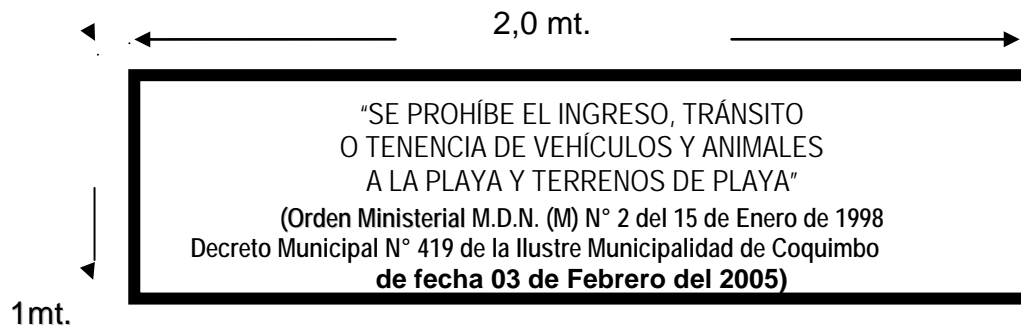 2,0 mt.
“SE PROHÍBE EL INGRESO, TRÁNSITO
O TENENCIA DE VEHÍCULOS Y ANIMALES
A LA PLAYA Y TERRENOS DE PLAYA”
(Orden Ministerial M.D.N. (M) N° 2 del 15 de Enero de 1998
Decreto Municipal N° 419 de la Ilustre Municipalidad de Coquimbo
de fecha 03 de Febrero del 2005)
1mt.